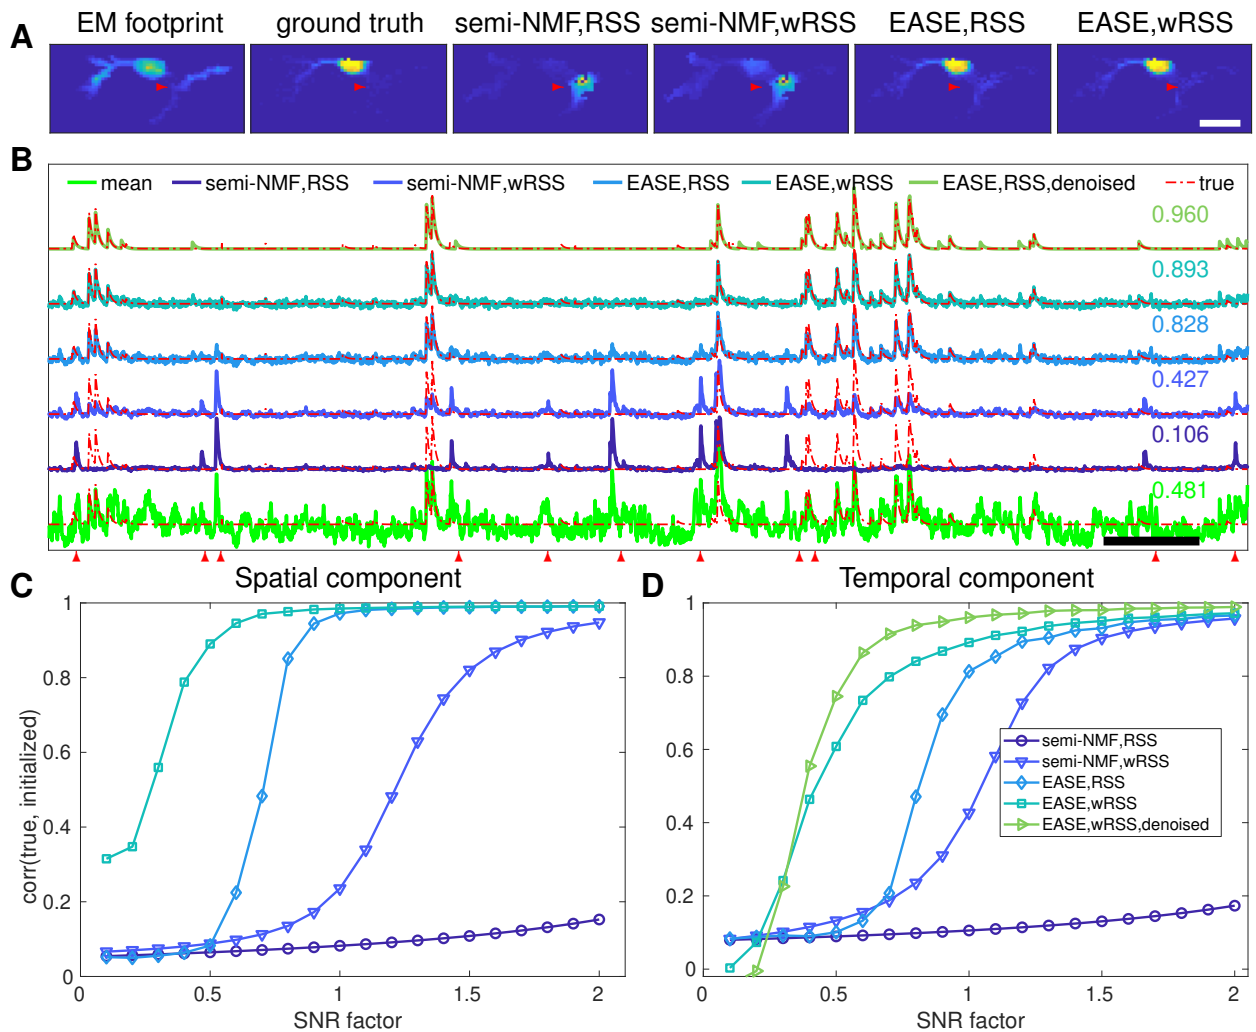 A
EM footprint
ground truth
semi-NMF,RSS
semi-NMF,wRSS
EASE,RSS
EASE,wRSS
B
mean
semi-NMF,RSS
semi-NMF,wRSS
EASE,RSS
EASE,wRSS
EASE,RSS,denoised
true
0.960
0.893
0.828
0.427
0.106
0.481
C
Spatial component
1
0.8
0.6
0.4
0.2
0
0
0.5
1
1.5
2
corr(true, initialized)
SNR factor
D
Temporal component
1
0.8
0.6
0.4
0.2
0
0
0.5
1
1.5
2
SNR factor
semi-NMF,RSS
semi-NMF,wRSS
EASE,RSS
EASE,wRSS
EASE,wRSS,denoised